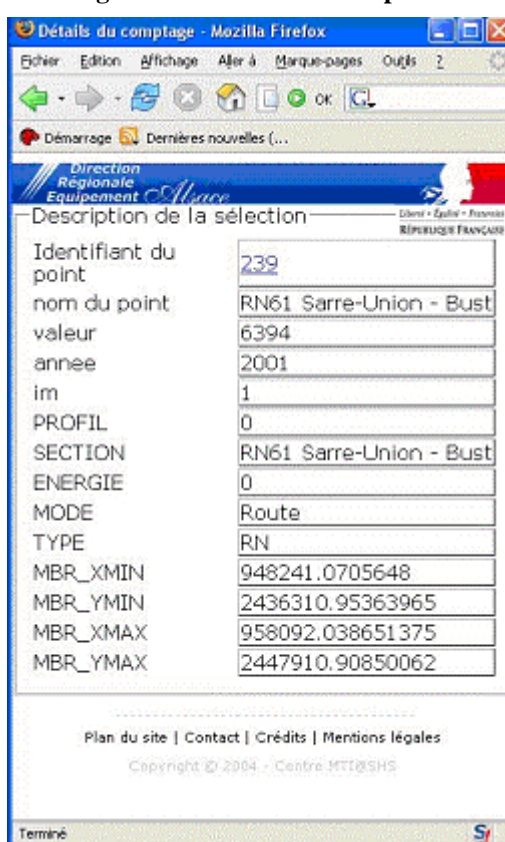 Détails du comptage - Mozilla Firefox
Fichier Edition Affichage Aller à Marque-pages Outils ?
OK G
Démarrage Dernières nouvelles (...
Direction
Régionale
Equipement Alsace
Liberté • Égalité • Fraternité
RÉPUBLIQUE FRANÇAISE
Description de la sélection
Identifiant du point 239
nom du point RN61 Sarre-Union - Bust
valeur 6394
annee 2001
im 1
PROFIL 0
SECTION RN61 Sarre-Union - Bust
ENERGIE 0
MODE Route
TYPE RN
MBR_XMIN 948241.0705648
MBR_YMIN 2436310.95363965
MBR_XMAX 958092.038651375
MBR_YMAX 2447910.90850062
Plan du site | Contact | Crédits | Mentions légales
Copyright @ 2004 - Centre MTI@SHS
Terminé